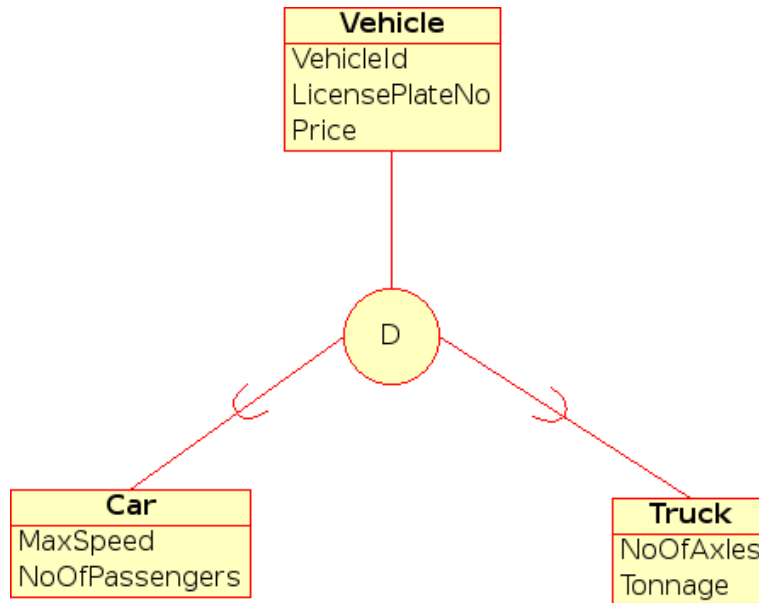 Vehicle
VehicleId
LicensePlateNo
Price
D
Car
MaxSpeed
NoOfPassengers
Truck
NoOfAxles
Tonnage